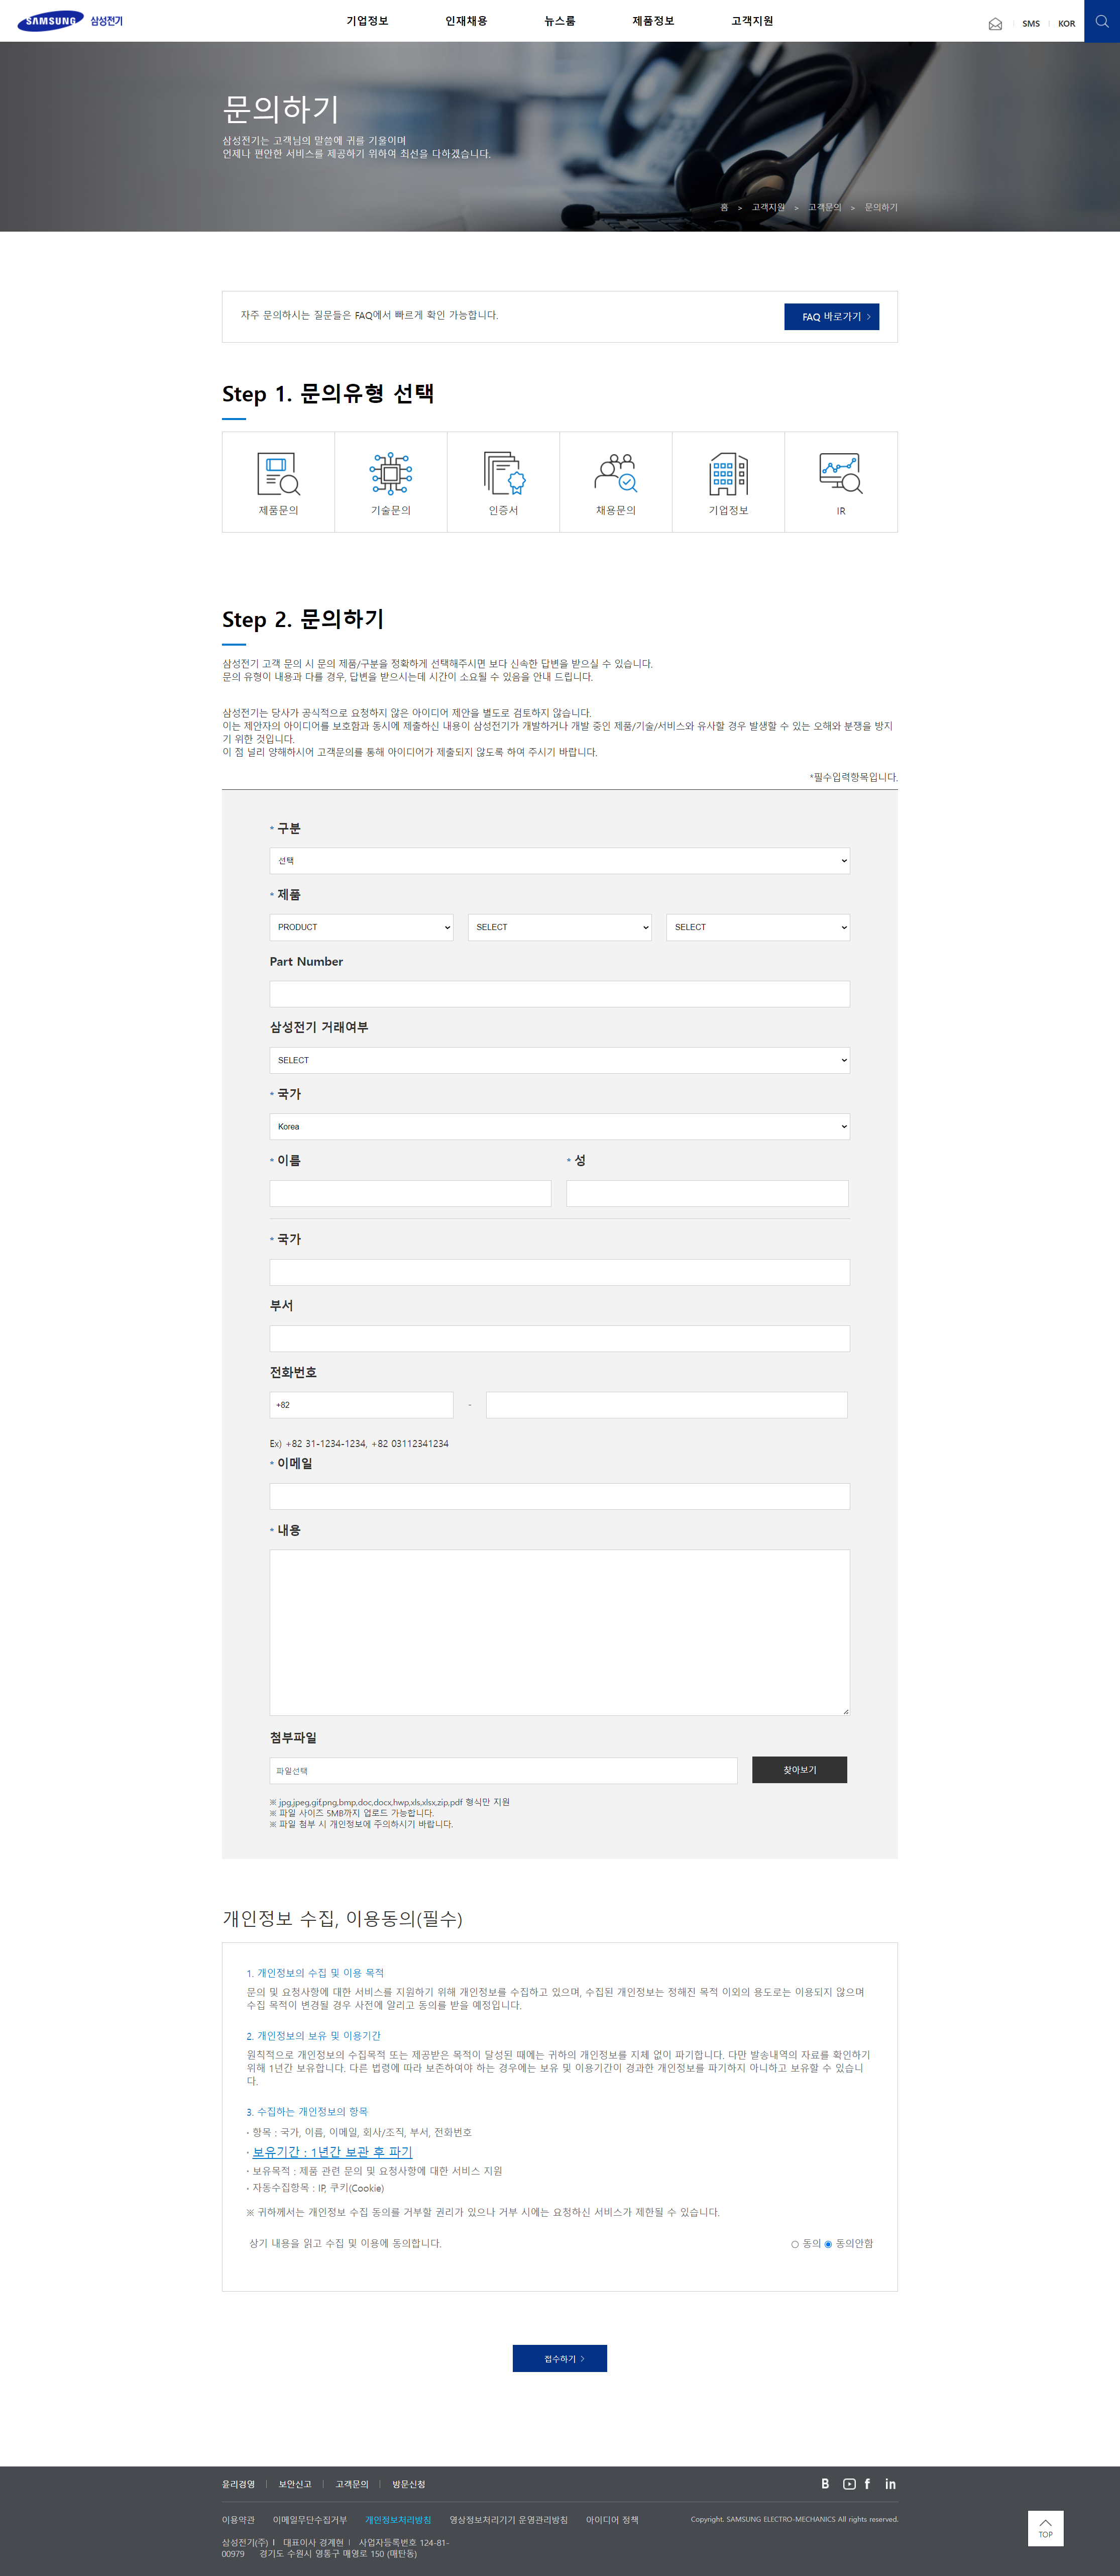 SAMSUNG 삼성전기
기업정보 인재채용 뉴스룸 제품정보 고객지원
SMS KOR
문의하기
삼성전기는 고객님의 말씀에 귀를 기울이며
언제나 편안한 서비스를 제공하기 위하여 최선을 다하겠습니다.
홈 > 고객지원 > 고객문의 > 문의하기
자주 문의하시는 질문들은 FAQ에서 빠르게 확인 가능합니다.
FAQ 바로가기
Step 1. 문의유형 선택
제품문의 기술문의 인증서 채용문의 기업정보 IR
Step 2. 문의하기
삼성전기 고객 문의 시 문의 제품/구분을 정확하게 선택해주시면 보다 신속한 답변을 받으실 수 있습니다.
문의 유형이 내용과 다를 경우, 답변을 받으시는데 시간이 소요될 수 있음을 안내 드립니다.
삼성전기는 당사가 공식적으로 요청하지 않은 아이디어 제안을 별도로 검토하지 않습니다.
이는 제안자의 아이디어를 보호함과 동시에 제출하신 내용이 삼성전기가 개발하거나 개발 중인 제품/기술/서비스와 유사할 경우 발생할 수 있는 오해와 분쟁을 방지
기 위한 것입니다.
이 점 널리 양해하시어 고객문의를 통해 아이디어가 제출되지 않도록 하여 주시기 바랍니다.
*필수입력항목입니다.
* 구분
선택
* 제품
PRODUCT SELECT SELECT
Part Number
삼성전기 거래여부
SELECT
* 국가
Korea
* 이름 * 성
* 국가
부서
전화번호
+82 -
Ex) +82 31-1234-1234, +82 03112341234
* 이메일
* 내용
첨부파일
파일선택 찾아보기
※ jpg,jpeg,gif,png,bmp,doc,docx,hwp,xls,xlsx,zip,pdf 형식만 지원
※ 파일 사이즈 5MB까지 업로드 가능합니다.
※ 파일 첨부 시 개인정보에 주의하시기 바랍니다.
개인정보 수집, 이용동의(필수)
1. 개인정보의 수집 및 이용 목적
문의 및 요청사항에 대한 서비스를 지원하기 위해 개인정보를 수집하고 있으며, 수집된 개인정보는 정해진 목적 이외의 용도로는 이용되지 않으며
수집 목적이 변경될 경우 사전에 알리고 동의를 받을 예정입니다.
2. 개인정보의 보유 및 이용기간
원칙적으로 개인정보의 수집목적 또는 제공받은 목적이 달성된 때에는 귀하의 개인정보를 지체 없이 파기합니다. 다만 발송내역의 자료를 확인하기
위해 1년간 보유합니다. 다른 법령에 따라 보존하여야 하는 경우에는 보유 및 이용기간이 경과한 개인정보를 파기하지 아니하고 보유할 수 있습니
다.
3. 수집하는 개인정보의 항목
· 항목 : 국가, 이름, 이메일, 회사/조직, 부서, 전화번호
· 보유기간 : 1년간 보관 후 파기
· 보유목적 : 제품 관련 문의 및 요청사항에 대한 서비스 지원
· 자동수집항목 : IP, 쿠키(Cookie)
※ 귀하께서는 개인정보 수집 동의를 거부할 권리가 있으나 거부 시에는 요청하신 서비스가 제한될 수 있습니다.
상기 내용을 읽고 수집 및 이용에 동의합니다. 동의 동의안함
접수하기
윤리경영 보안신고 고객문의 방문신청
이용약관 이메일무단수집거부 개인정보처리방침 영상정보처리기기 운영관리방침 아이디어 정책
Copyright. SAMSUNG ELECTRO-MECHANICS All rights reserved.
삼성전기(주) | 대표이사 경계현 | 사업자등록번호 124-81-
00979 경기도 수원시 영통구 매영로 150 (매탄동)
TOP